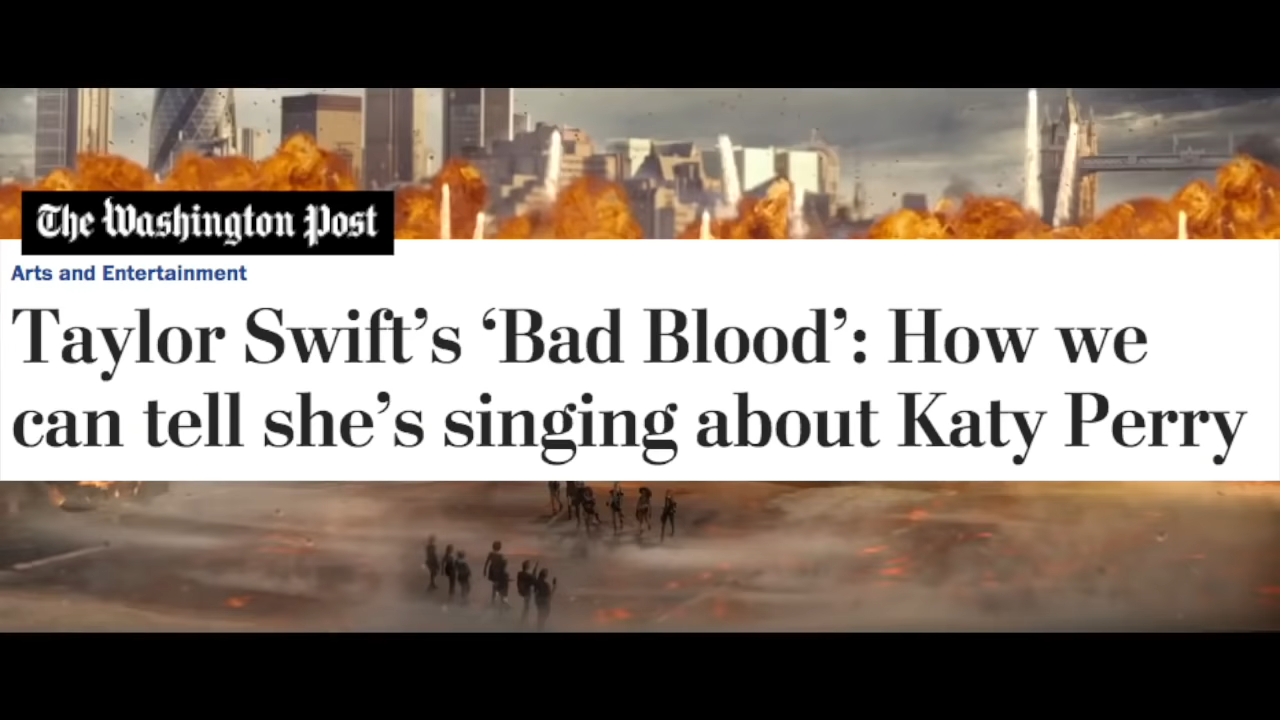 The Washington Post
Arts and Entertainment
Taylor Swift’s ‘Bad Blood’: How we
can tell she’s singing about Katy Perry